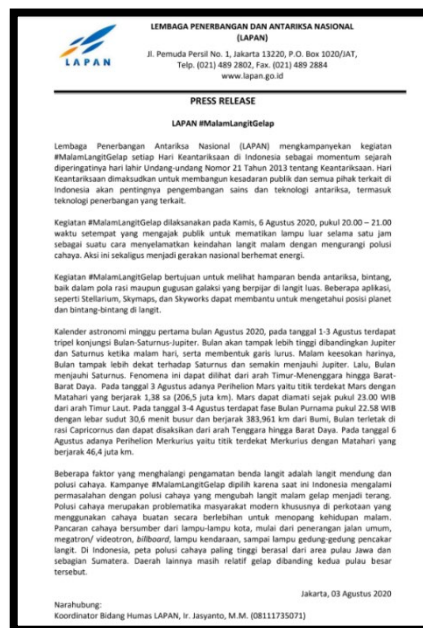 LEMBAGA PENERBANGAN DAN ANTARIKSA NASIONAL
(LAPAN)
LAPAN
Jl. Pemuda Persil No. 1, Jakarta 13220, P.O. Box 1020/JAT,
Telp. (021) 489 2802, Fax. (021) 489 2884
www.lapan.go.id
PRESS RELEASE
LAPAN #MalamLangitGelap
Lembaga Penerbangan Antariksa Nasional (LAPAN) mengkampanyekan kegiatan
#MalamLangitGelap setiap Hari Keantariksaan di Indonesia sebagai momentum sejarah
diperingatinya hari lahir Undang-undang Nomor 21 Tahun 2013 tentang Keantariksaan. Hari
Keantariksaan dimaksudkan untuk membangun kesadaran publik dan semua pihak terkait di
Indonesia akan pentingnya pengembangan sains dan teknologi antariksa, termasuk
teknologi penerbangan yang terkait.
Kegiatan #MalamLangitGelap dilaksanakan pada Kamis, 6 Agustus 2020, pukul 20.00 – 21.00
waktu setempat yang mengajak publik untuk mematikan lampu luar selama satu jam
sebagai suatu cara menyelamatkan keindahan langit malam dengan mengurangi polusi
cahaya. Aksi ini sekaligus menjadi gerakan nasional berhemat energi.
Kegiatan #MalamLangitGelap bertujuan untuk melihat hamparan benda antariksa, bintang,
baik dalam pola rasi maupun gugusan galaksi yang berpijar di langit luas. Beberapa aplikasi,
seperti Stellarium, Skymaps, dan Skyworks dapat membantu untuk mengetahui posisi planet
dan bintang-bintang di langit.
Kalender astronomi minggu pertama bulan Agustus 2020, pada tanggal 1-3 Agustus terdapat
tripel konjungsi Bulan-Saturnus-Jupiter. Bulan akan tampak lebih tinggi dibandingkan Jupiter
dan Saturnus ketika malam hari, serta membentuk garis lurus. Malam keesokan harinya,
Bulan tampak lebih dekat terhadap Saturnus dan semakin menjauhi Jupiter. Lalu, Bulan
menjauhi Saturnus. Fenomena ini dapat dilihat dari arah Timur-Menenggara hingga Barat-
Barat Daya. Pada tanggal 3 Agustus adanya Perihelion Mars yaitu titik terdekat Mars dengan
Matahari yang berjarak 1,38 sa (206,5 juta km). Mars dapat diamati sejak pukul 23.00 WIB
dari arah Timur Laut. Pada tanggal 3-4 Agustus terdapat fase Bulan Purnama pukul 22.58 WIB
dengan lebar sudut 30,6 menit busur dan berjarak 383,961 km dari Bumi, Bulan terletak di
rasi Capricornus dan dapat disaksikan dari arah Tenggara hingga Barat Daya. Pada tanggal 6
Agustus adanya Perihelion Merkurius yaitu titik terdekat Merkurius dengan Matahari yang
berjarak 46,4 juta km.
Beberapa faktor yang menghalangi pengamatan benda langit adalah langit mendung dan
polusi cahaya. Kampanye #MalamLangitGelap dipilih karena saat ini Indonesia mengalami
permasalahan dengan polusi cahaya yang mengubah langit malam gelap menjadi terang.
Polusi cahaya merupakan problematika masyarakat modern khususnya di perkotaan yang
menggunakan cahaya buatan secara berlebihan untuk menopang kehidupan malam.
Pancaran cahaya bersumber dari lampu-lampu kota, mulai dari penerangan jalan umum,
megatron/ videotron, billboard, lampu kendaraan, sampai lampu gedung-gedung pencakar
langit. Di Indonesia, peta polusi cahaya paling tinggi berasal dari area pulau Jawa dan
sebagian Sumatera. Daerah lainnya masih relatif gelap dibanding kedua pulau besar
tersebut.
Jakarta, 03 Agustus 2020
Narahubung:
Koordinator Bidang Humas LAPAN, Ir. Jasyanto, M.M. (08111735071)